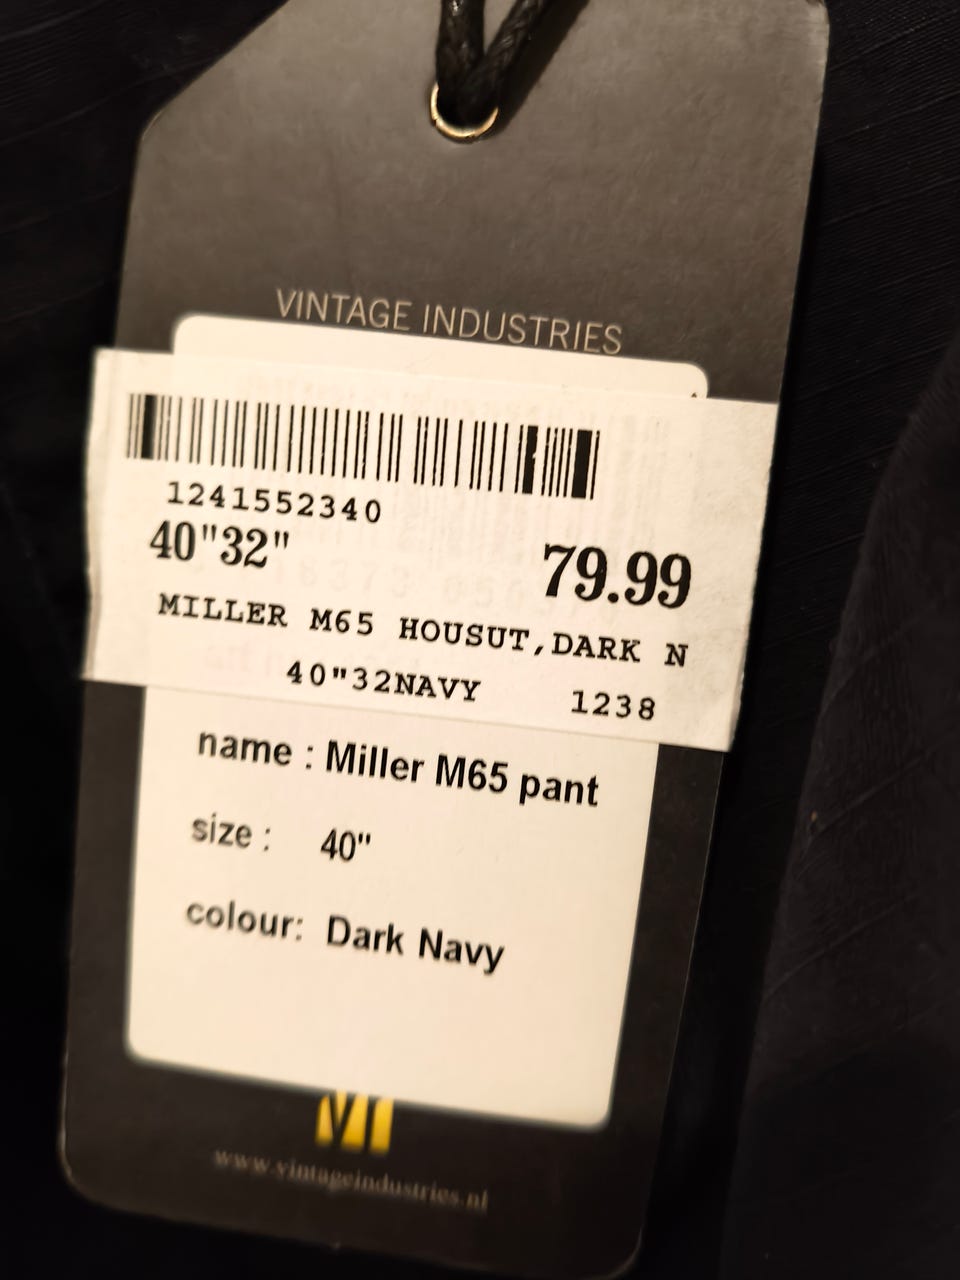 VINTAGE INDUSTRIES
1241552340
40"32" 79.99
MILLER M65 HOUSUT,DARK N
40"32NAVY 1238
name : Miller M65 pant
size : 40"
colour: Dark Navy
VI
www.vintageindustries.nl